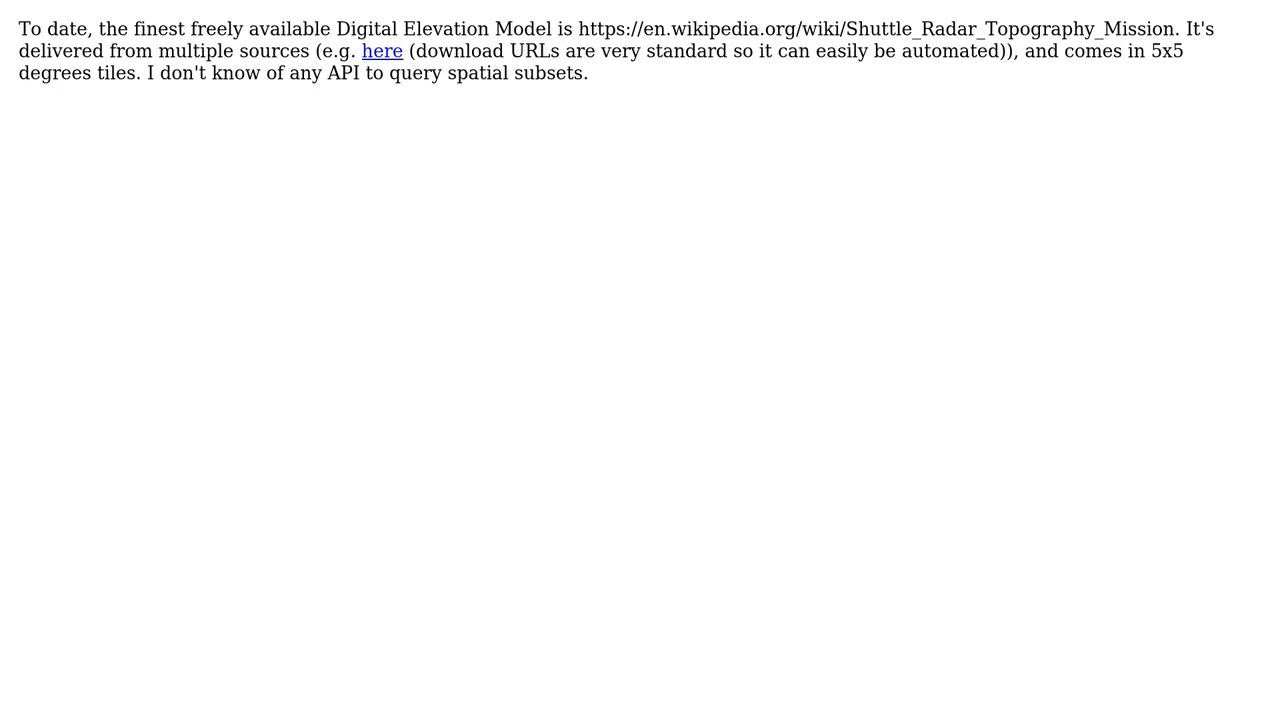 To date, the finest freely available Digital Elevation Model is https://en.wikipedia.org/wiki/Shuttle_Radar_Topography_Mission. It's
delivered from multiple sources (e.g. here (download URLs are very standard so it can easily be automated)), and comes in 5x5
degrees tiles. I don't know of any API to query spatial subsets.